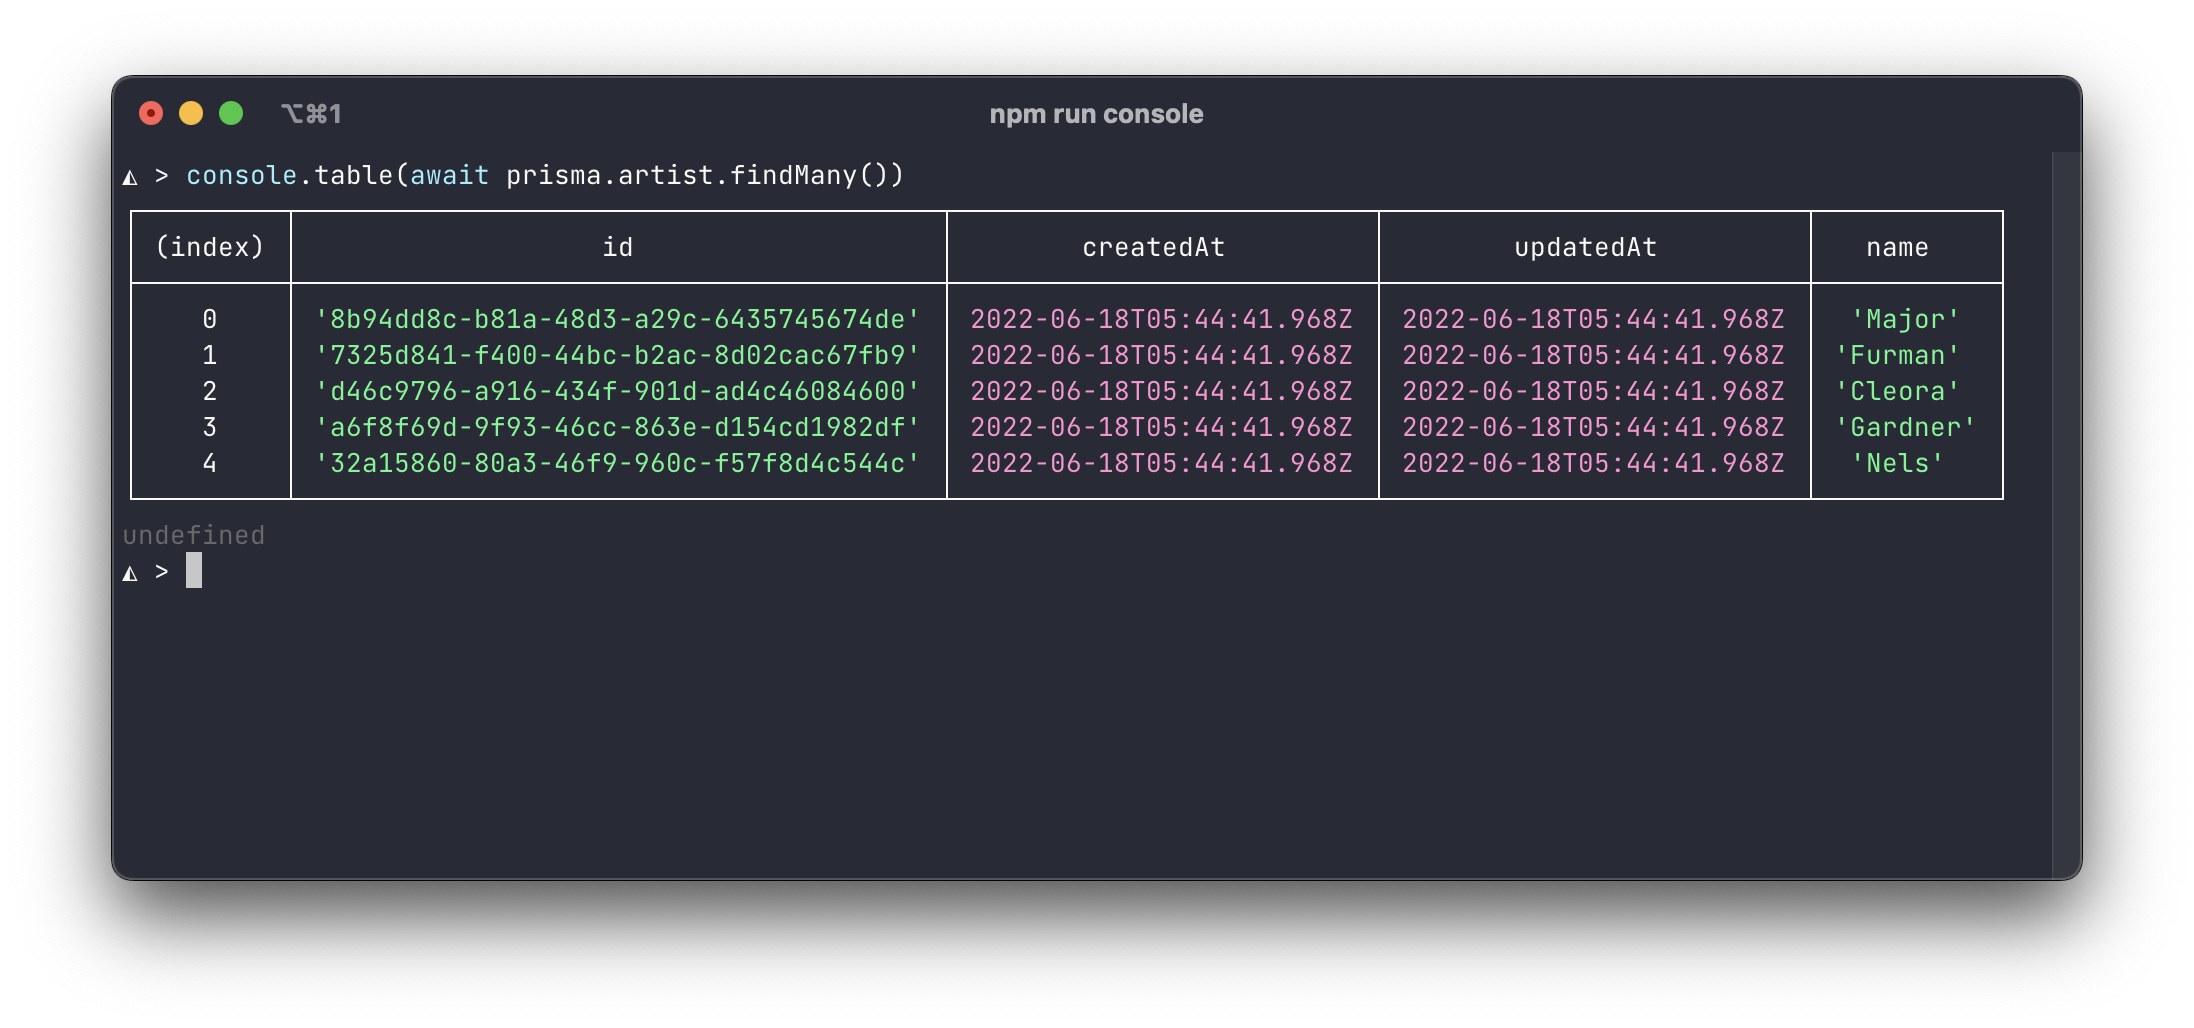 ⌥⌘1 npm run console
◭ > console.table(await prisma.artist.findMany())
(index) id createdAt updatedAt name
0 '8b94dd8c-b81a-48d3-a29c-6435745674de' 2022-06-18T05:44:41.968Z 2022-06-18T05:44:41.968Z 'Major'
1 '7325d841-f400-44bc-b2ac-8d02cac67fb9' 2022-06-18T05:44:41.968Z 2022-06-18T05:44:41.968Z 'Furman'
2 'd46c9796-a916-434f-901d-ad4c46084600' 2022-06-18T05:44:41.968Z 2022-06-18T05:44:41.968Z 'Cleora'
3 'a6f8f69d-9f93-46cc-863e-d154cd1982df' 2022-06-18T05:44:41.968Z 2022-06-18T05:44:41.968Z 'Gardner'
4 '32a15860-80a3-46f9-960c-f57f8d4c544c' 2022-06-18T05:44:41.968Z 2022-06-18T05:44:41.968Z 'Nels'
undefined
◭ >